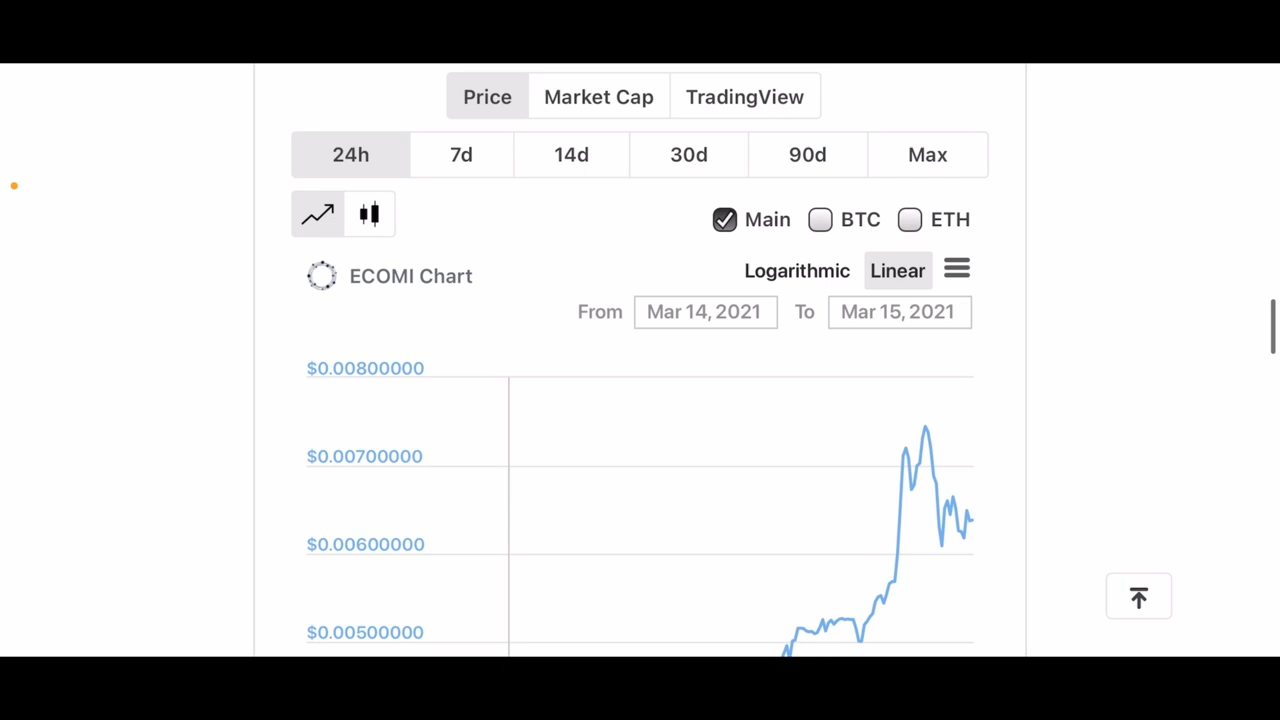 Price Market Cap TradingView
24h 7d 14d 30d 90d Max
Main BTC ETH
ECOMI Chart
Logarithmic Linear
From Mar 14, 2021 To Mar 15, 2021
$0.00800000
$0.00700000
$0.00600000
$0.00500000